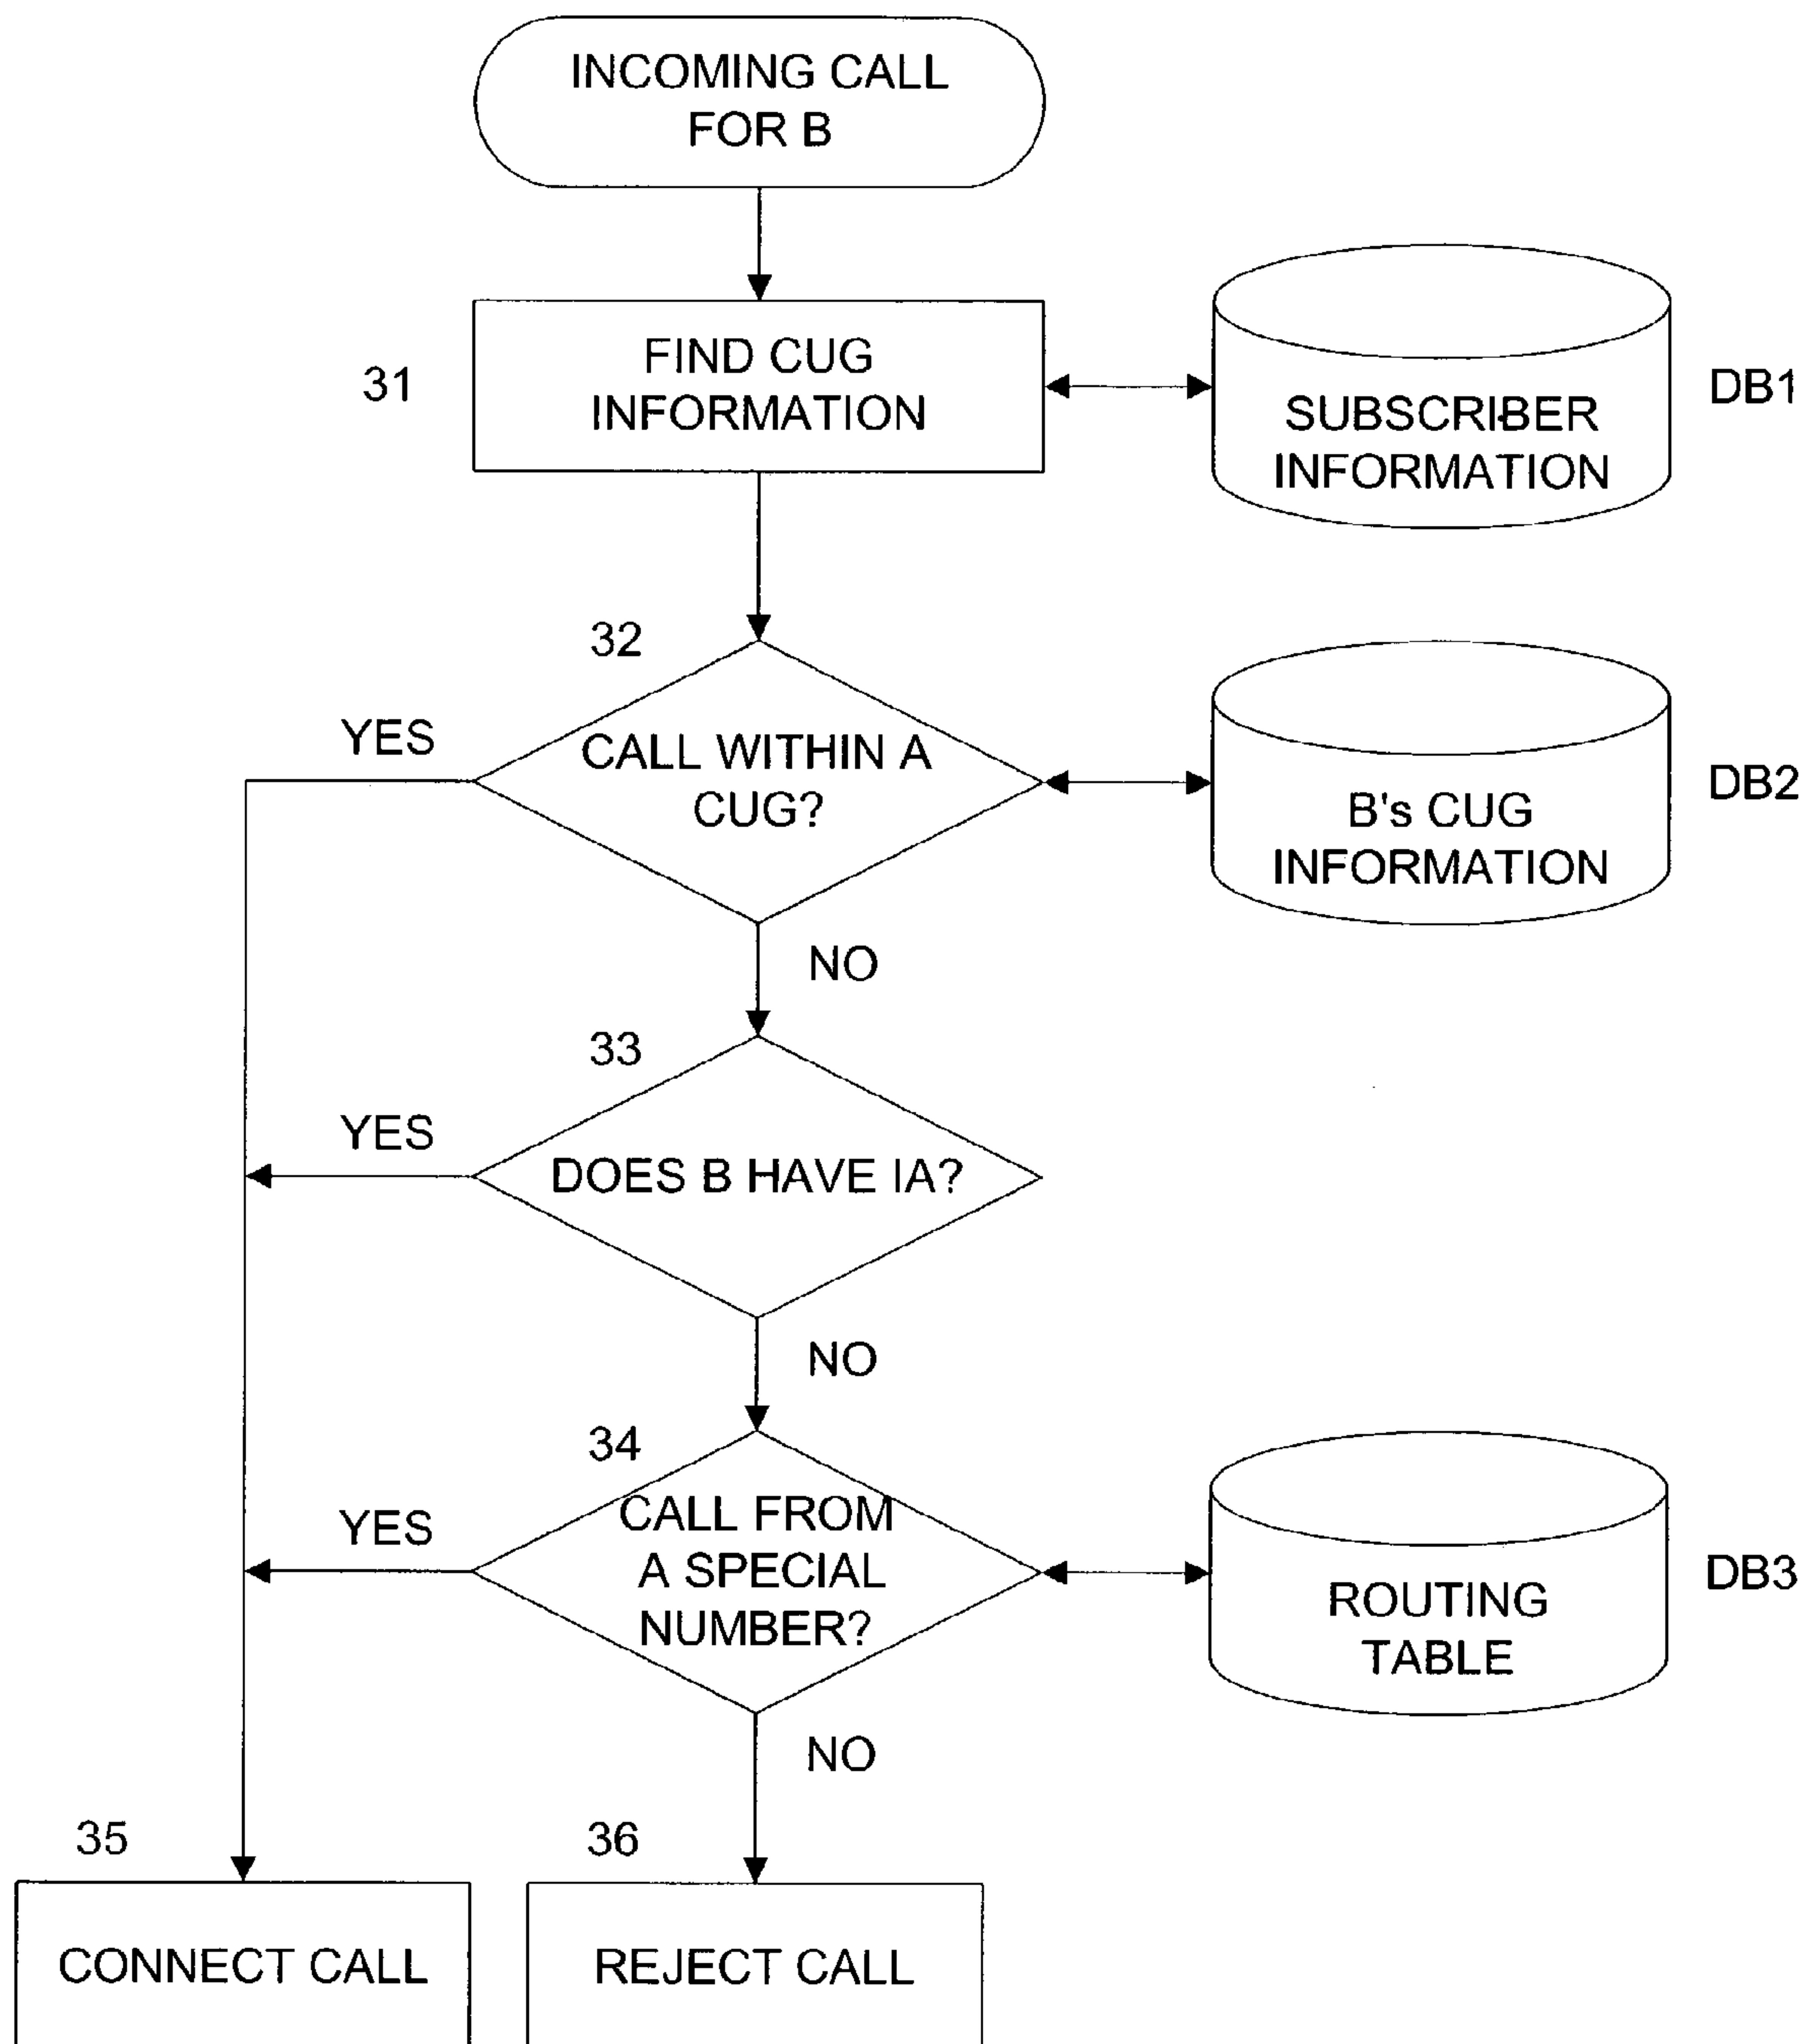 INCOMING CALL
FOR B
31
FIND CUG
INFORMATION
SUBSCRIBER
INFORMATION
DB1
32
YES
CALL WITHIN A
CUG?
B's CUG
INFORMATION
DB2
NO
33
YES
DOES B HAVE IA?
NO
34
YES
CALL FROM
A SPECIAL
NUMBER?
ROUTING
TABLE
DB3
NO
35
36
CONNECT CALL
REJECT CALL